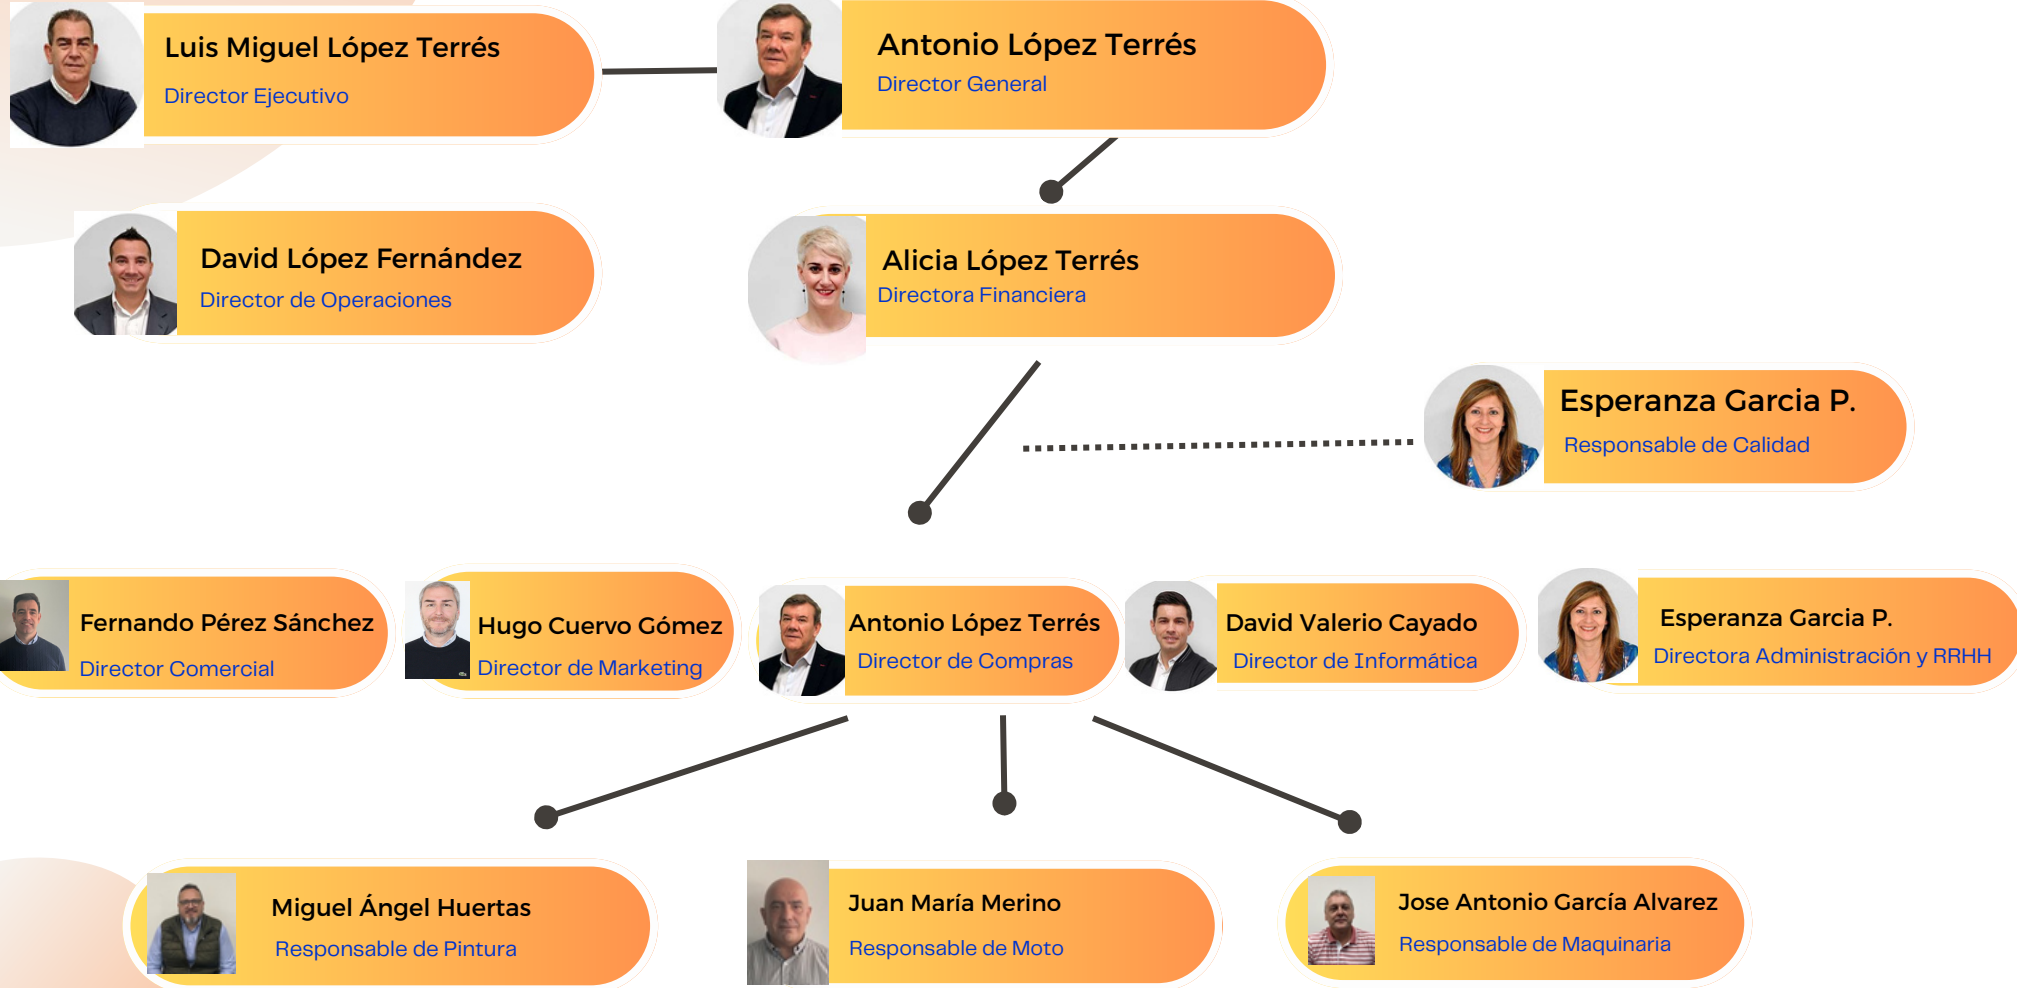 Luis Miguel López Terrés
Director Ejecutivo
Antonio López Terrés
Director General
David López Fernández
Director de Operaciones
Alicia López Terrés
Directora Financiera
Esperanza Garcia P.
Responsable de Calidad
Fernando Pérez Sánchez
Director Comercial
Hugo Cuervo Gómez
Director de Marketing
Antonio López Terrés
Director de Compras
David Valerio Cayado
Director de Informática
Esperanza Garcia P.
Directora Administración y RRHH
Miguel Ángel Huertas
Responsable de Pintura
Juan María Merino
Responsable de Moto
Jose Antonio García Alvarez
Responsable de Maquinaria